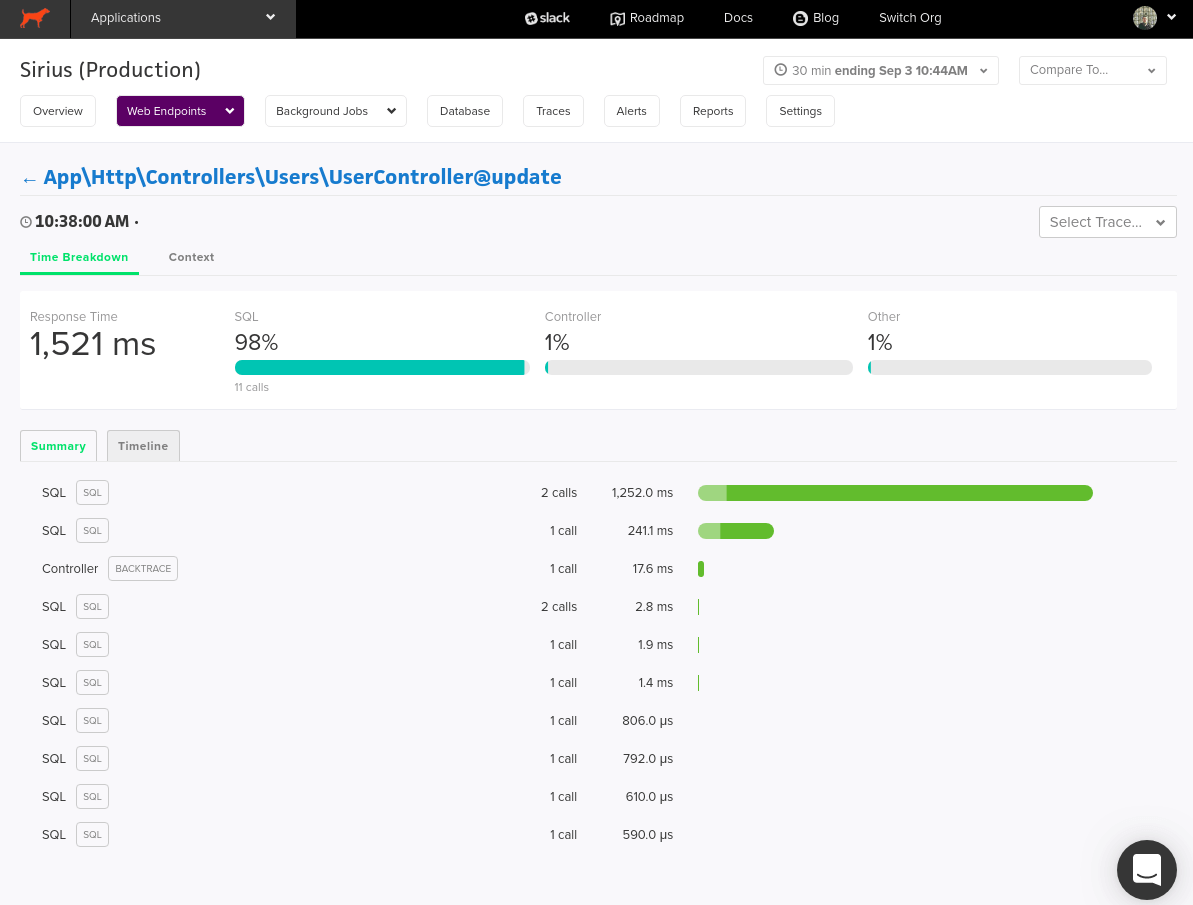 Applications slack Roadmap Docs Blog Switch Org
Sirius (Production) 30 min ending Sep 3 10:44AM Compare To...
Overview Web Endpoints Background Jobs Database Traces Alerts Reports Settings
← App\Http\Controllers\Users\UserController@update
10:38:00 AM · Select Trace...
Time Breakdown Context
Response Time SQL Controller Other
1,521 ms 98% 1% 1%
11 calls
Summary Timeline
SQL SQL 2 calls 1,252.0 ms
SQL SQL 1 call 241.1 ms
Controller BACKTRACE 1 call 17.6 ms
SQL SQL 2 calls 2.8 ms
SQL SQL 1 call 1.9 ms
SQL SQL 1 call 1.4 ms
SQL SQL 1 call 806.0 µs
SQL SQL 1 call 792.0 µs
SQL SQL 1 call 610.0 µs
SQL SQL 1 call 590.0 µs